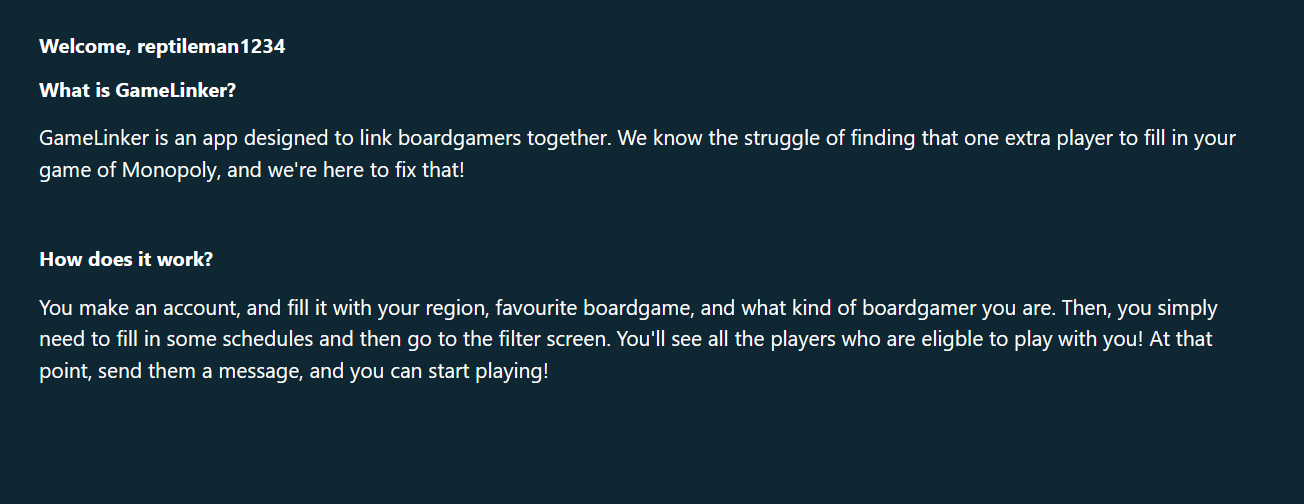 Welcome, reptileman1234
What is GameLinker?
GameLinker is an app designed to link boardgamers together. We know the struggle of finding that one extra player to fill in your
game of Monopoly, and we're here to fix that!
How does it work?
You make an account, and fill it with your region, favourite boardgame, and what kind of boardgamer you are. Then, you simply
need to fill in some schedules and then go to the filter screen. You'll see all the players who are eligble to play with you! At that
point, send them a message, and you can start playing!